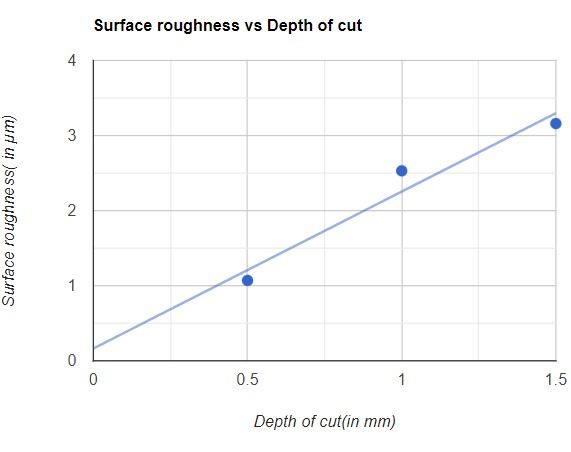 Surface roughness vs Depth of cut
Surface roughness( in µm)
4
3
2
1
0
0 0.5 1 1.5
Depth of cut(in mm)